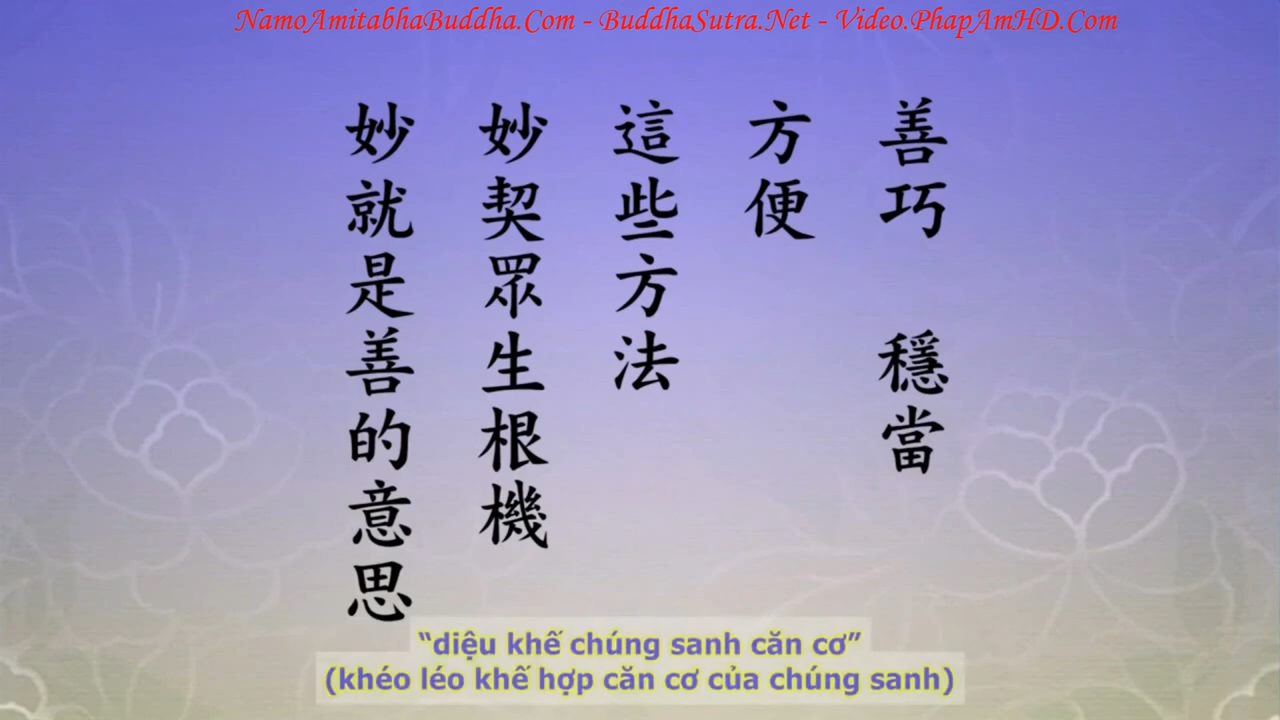 NamoAmitabhaBuddha.Com - BuddhaSutra.Net - Video.PhapAmHD.Com
善巧　穩當
方便
這些方法
妙契眾生根機
妙就是善的意思
“diệu khế chúng sanh căn cơ”
(khéo léo khế hợp căn cơ của chúng sanh)